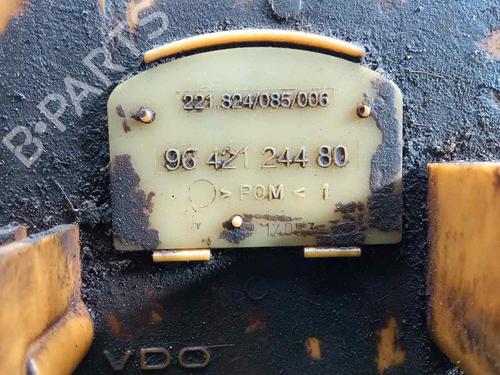 B-PARTS
221.824/085/006
96 421 244 80
> POM < 1
VDO